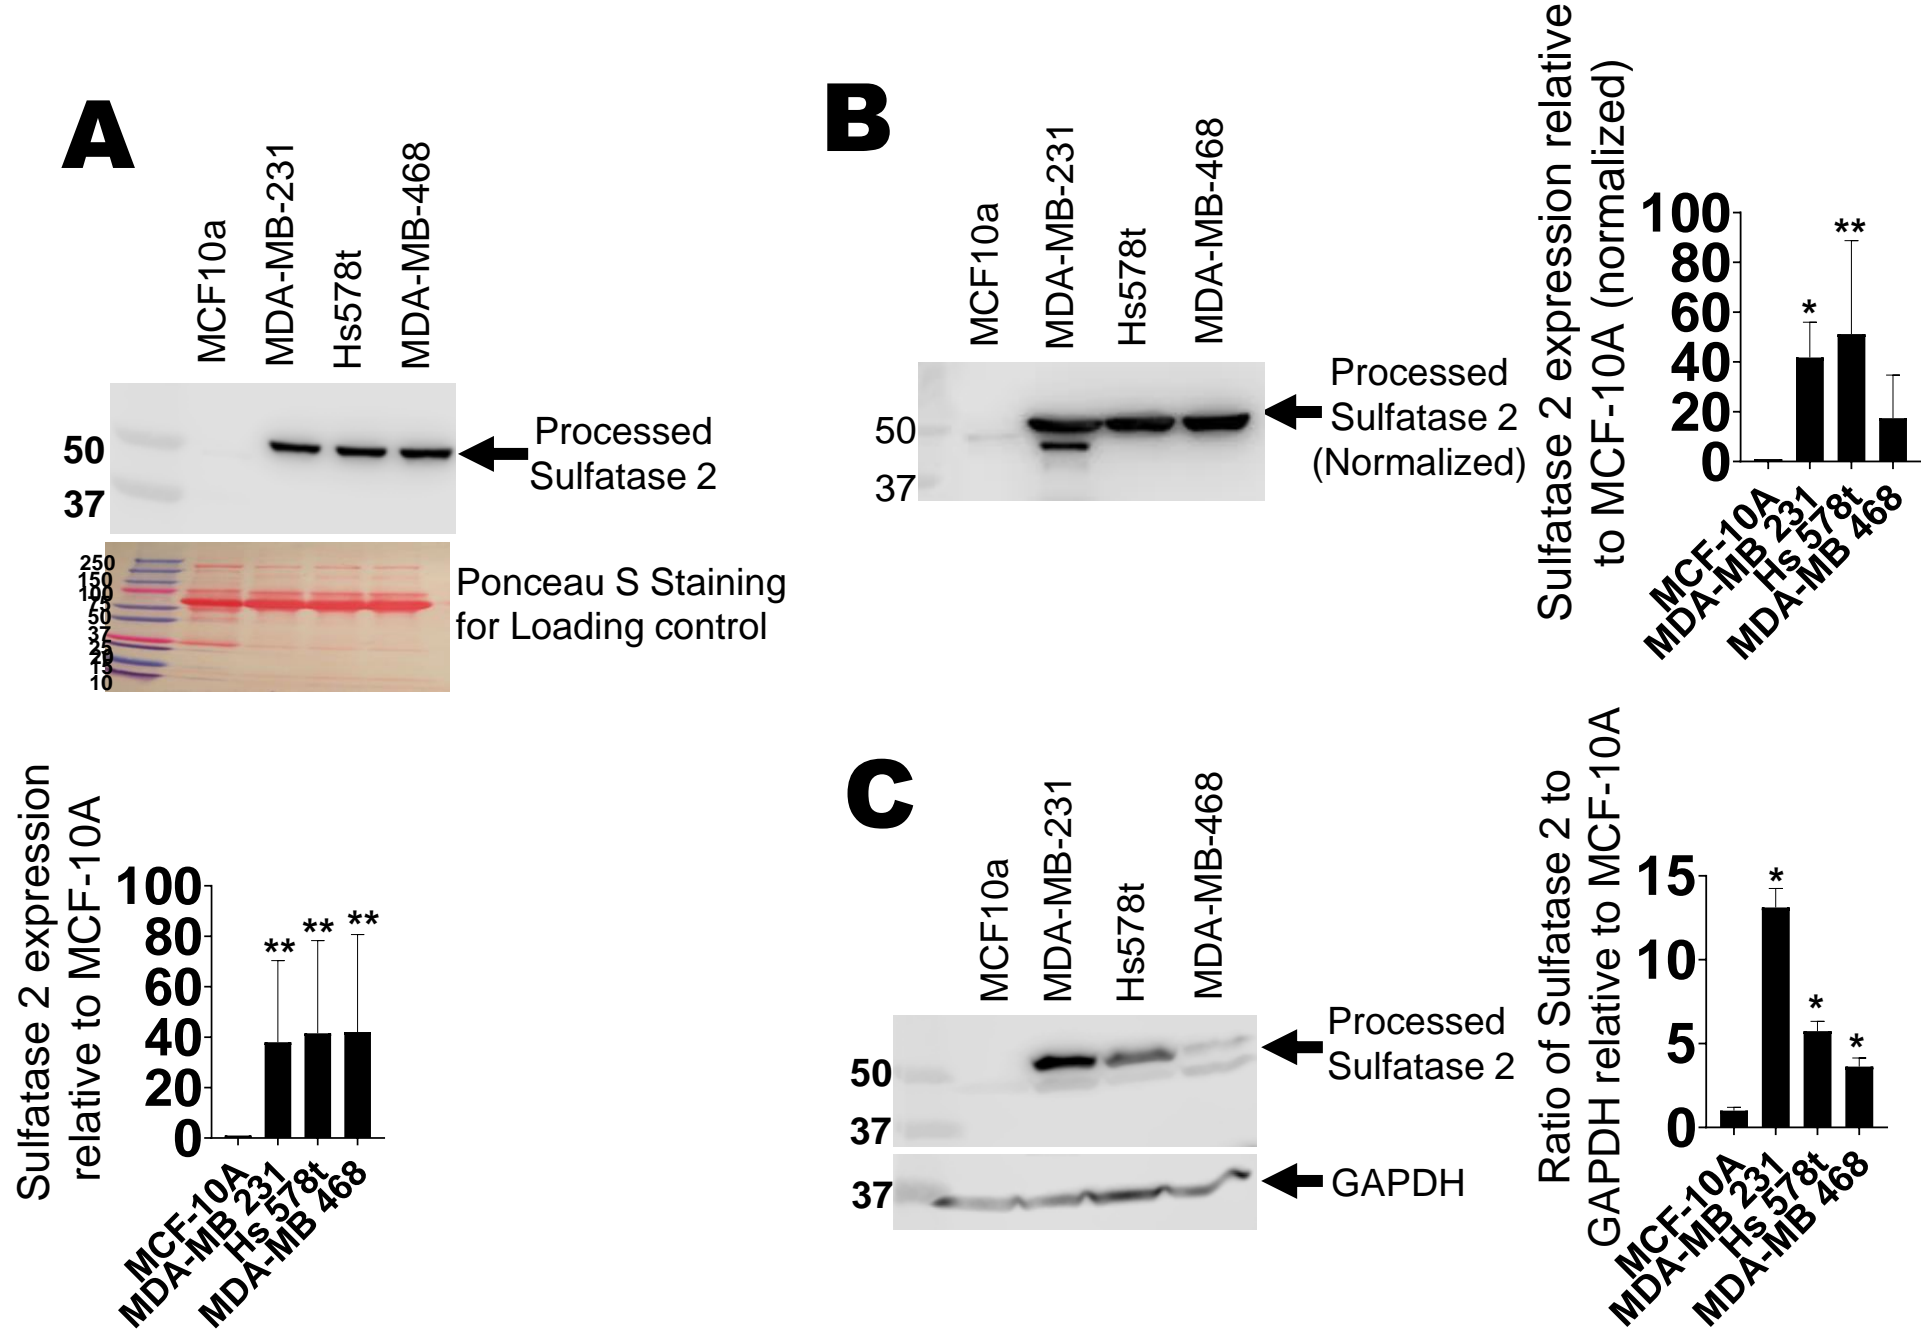 A
MCF10a
MDA-MB-231
Hs578t
MDA-MB-468
50
37
Processed
Sulfatase 2
250
150
100
75
50
37
25
20
15
10
Ponceau S Staining
for Loading control
Sulfatase 2 expression
relative to MCF-10A
100
80
60
40
20
0
**
**
**
MCF-10A
MDA-MB 231
Hs 578t
MDA-MB 468
B
MCF10a
MDA-MB-231
Hs578t
MDA-MB-468
50
37
Processed
Sulfatase 2
(Normalized)
Sulfatase 2 expression relative
to MCF-10A (normalized)
100
80
60
40
20
0
*
**
MCF-10A
MDA-MB 231
Hs 578t
MDA-MB 468
C
MCF10a
MDA-MB-231
Hs578t
MDA-MB-468
50
37
37
Processed
Sulfatase 2
GAPDH
Ratio of Sulfatase 2 to
GAPDH relative to MCF-10A
15
10
5
0
*
*
*
MCF-10A
MDA-MB 231
Hs 578t
MDA-MB 468